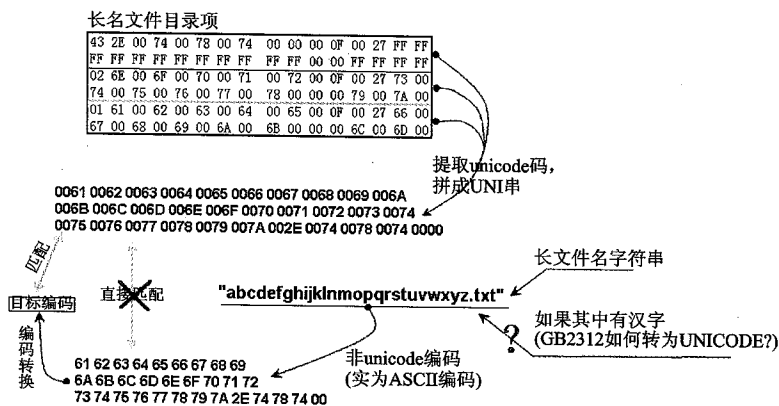 长名文件目录项
43 2E 00 74 00 78 00 74 00 00 00 0F 00 27 FF FF
FF FF FF FF FF FF FF FF FF FF 00 00 FF FF FF FF
02 6E 00 6F 00 70 00 71 00 72 00 0F 00 27 73 00
74 00 75 00 76 00 77 00 78 00 00 00 79 00 7A 00
01 61 00 62 00 63 00 64 00 65 00 0F 00 27 66 00
67 00 68 00 69 00 6A 00 6B 00 00 00 6C 00 6D 00
提取unicode码，
拼成UNI串
0061 0062 0063 0064 0065 0066 0067 0068 0069 006A
006B 006C 006D 006E 006F 0070 0071 0072 0073 0074
0075 0076 0077 0078 0079 007A 002E 0074 0078 0074 0000
匹配
直接匹配
目标编码
编码转换
"abcdefghijklnmopqrstuvwxyz.txt"
长文件名字符串
?
如果其中有汉字
(GB2312如何转为UNICODE?)
非unicode编码
(实为ASCII编码)
61 62 63 64 65 66 67 68 69
6A 6B 6C 6D 6E 6F 70 71 72
73 74 75 76 77 78 79 7A 2E 74 78 74 00